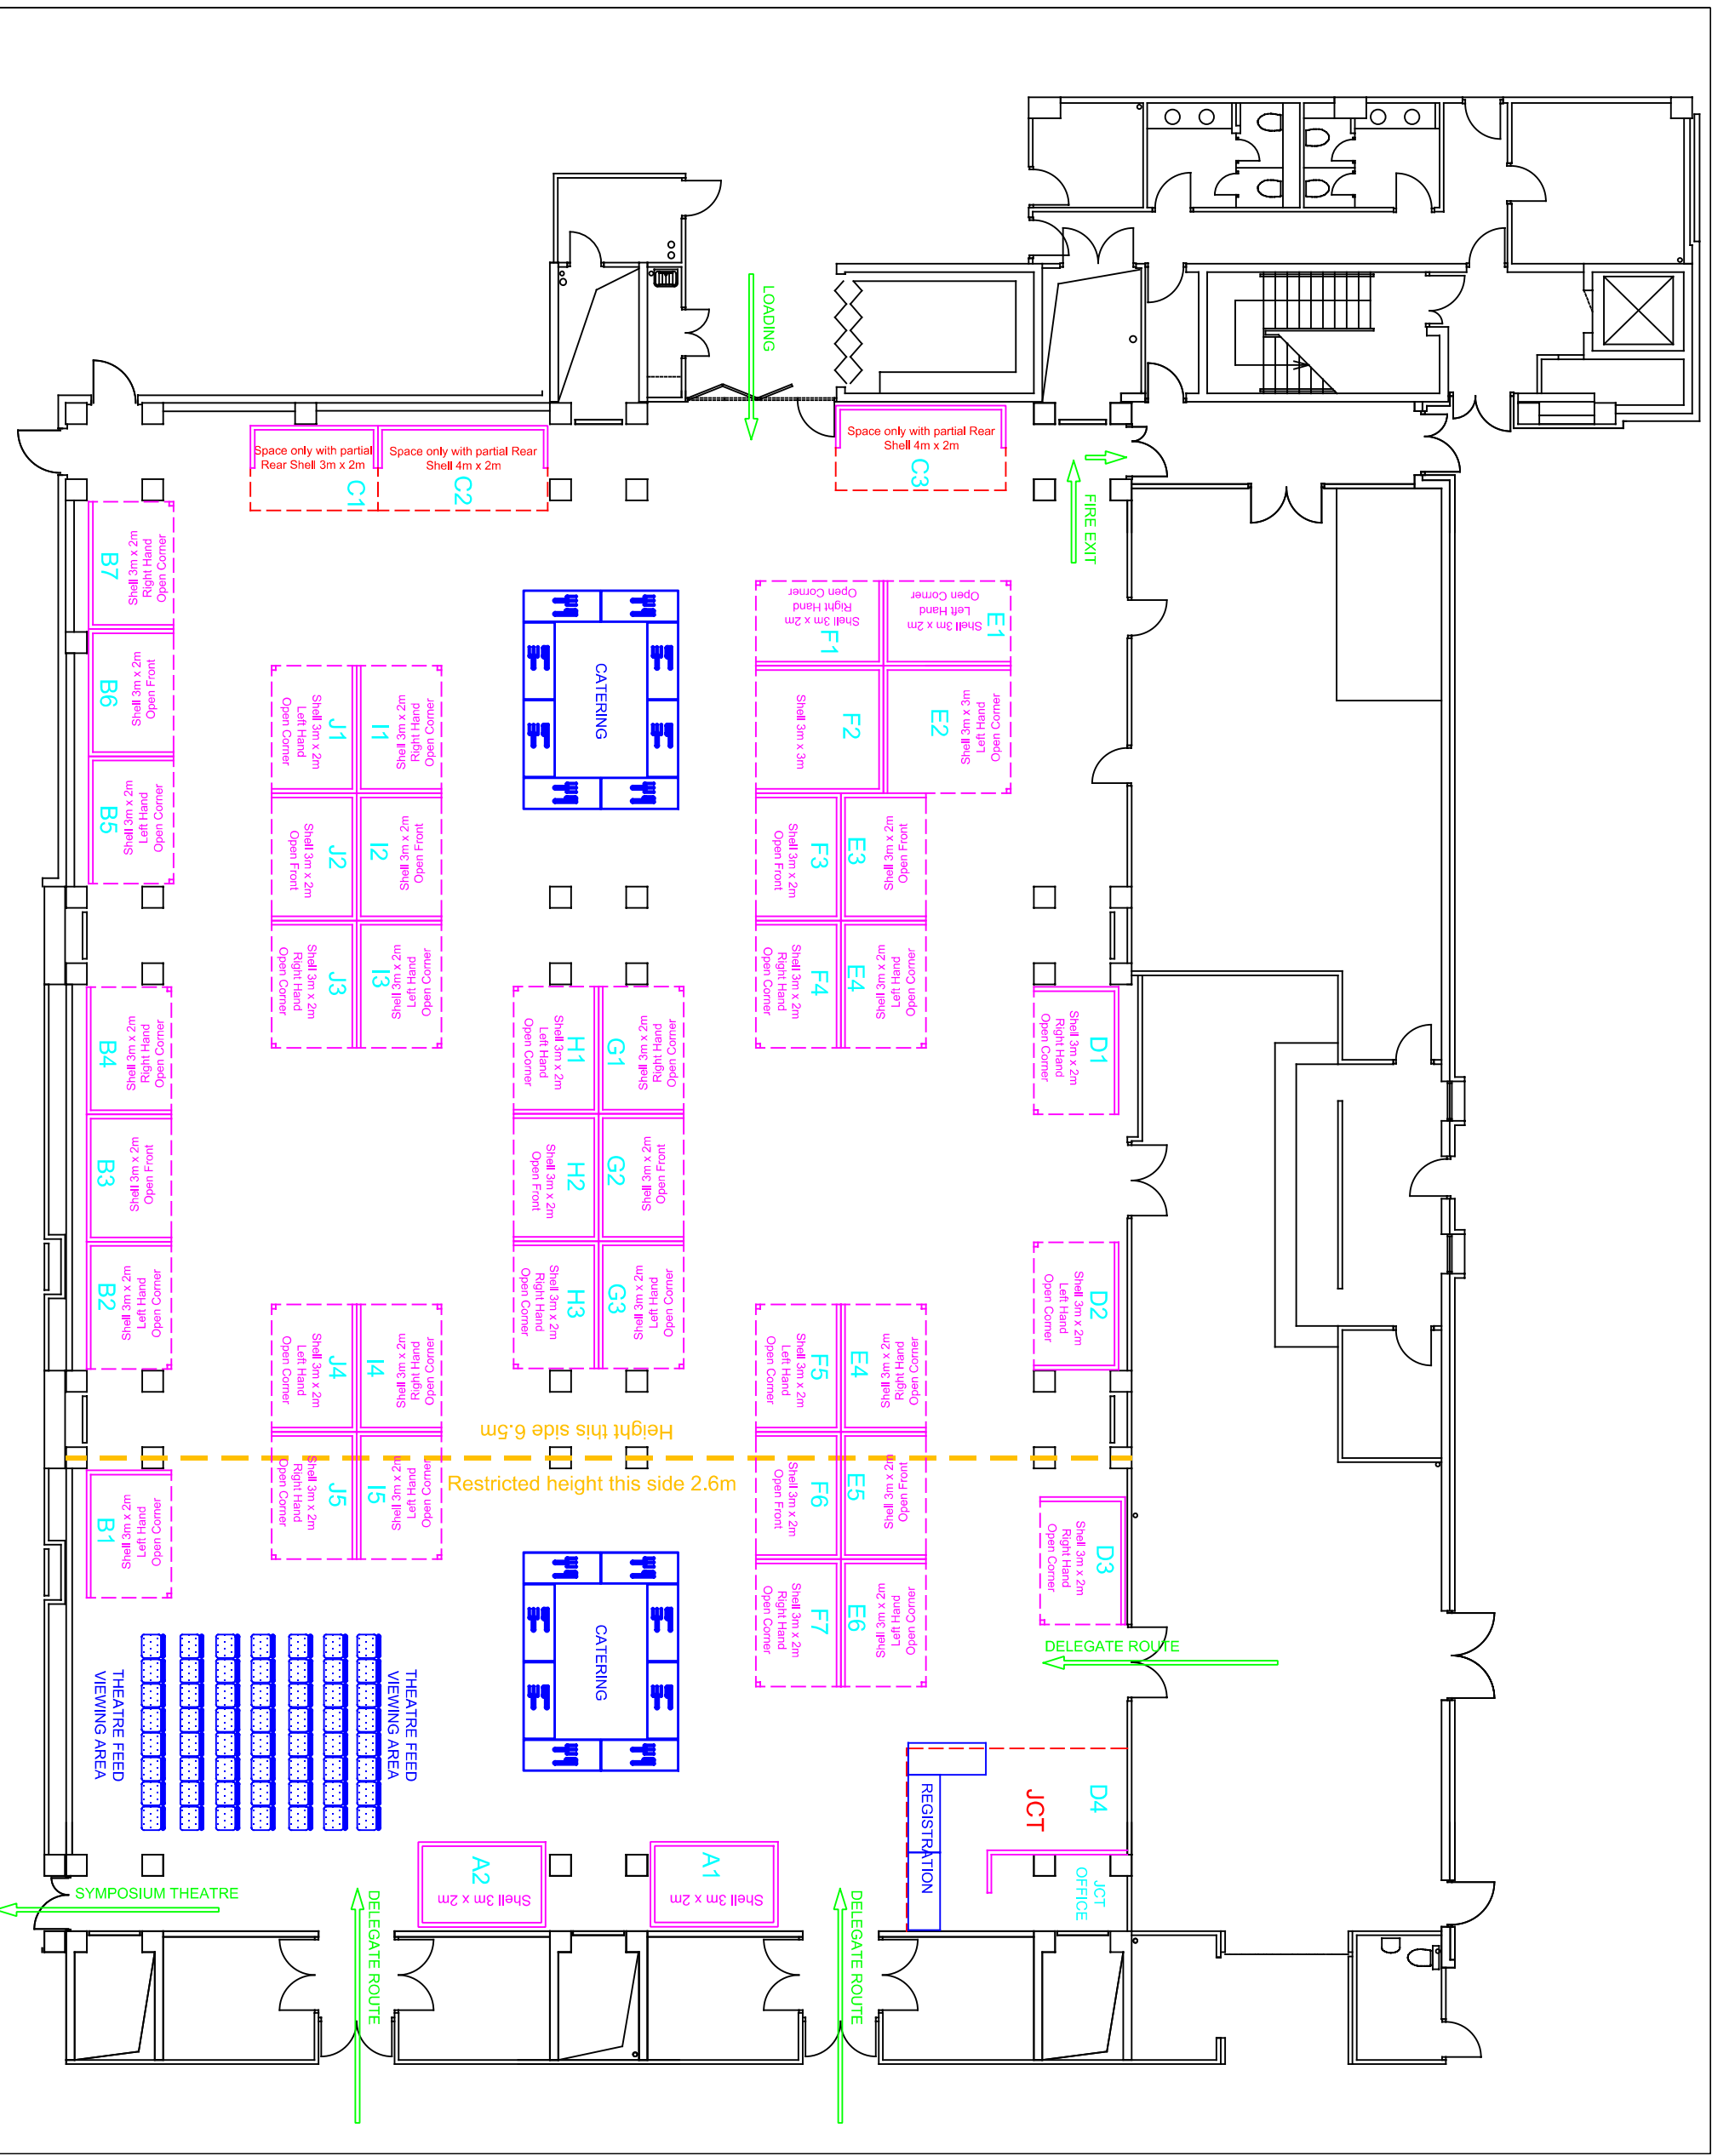 LOADING
Space only with partial
Rear Shell 3m x 2m
C1
Space only with partial Rear
Shell 4m x 2m
C2
Space only with partial Rear
Shell 4m x 2m
C3
FIRE EXIT
B7
Shell 3m x 2m
Right Hand
Open Corner
B6
Shell 3m x 2m
Open Front
B5
Shell 3m x 2m
Left Hand
Open Corner
J1
Shell 3m x 2m
Left Hand
Open Corner
I1
Shell 3m x 2m
Right Hand
Open Corner
J2
Shell 3m x 2m
Open Front
I2
Shell 3m x 2m
Open Front
J3
Shell 3m x 2m
Right Hand
Open Corner
I3
Shell 3m x 2m
Left Hand
Open Corner
CATERING
F1
Shell 3m x 2m
Right Hand
Open Corner
E1
Shell 3m x 2m
Left Hand
Open Corner
F2
Shell 3m x 3m
E2
Shell 3m x 3m
Left Hand
Open Corner
F3
Shell 3m x 2m
Open Front
E3
Shell 3m x 2m
Open Front
F4
Shell 3m x 2m
Right Hand
Open Corner
E4
Shell 3m x 2m
Left Hand
Open Corner
B4
Shell 3m x 2m
Right Hand
Open Corner
B3
Shell 3m x 2m
Open Front
B2
Shell 3m x 2m
Left Hand
Open Corner
H1
Shell 3m x 2m
Left Hand
Open Corner
G1
Shell 3m x 2m
Right Hand
Open Corner
H2
Shell 3m x 2m
Open Front
G2
Shell 3m x 2m
Open Front
H3
Shell 3m x 2m
Right Hand
Open Corner
G3
Shell 3m x 2m
Left Hand
Open Corner
D1
Shell 3m x 2m
Right Hand
Open Corner
D2
Shell 3m x 2m
Left Hand
Open Corner
J4
Shell 3m x 2m
Left Hand
Open Corner
I4
Shell 3m x 2m
Right Hand
Open Corner
F5
Shell 3m x 2m
Left Hand
Open Corner
E4
Shell 3m x 2m
Right Hand
Open Corner
Height this side 6.5m
Restricted height this side 2.6m
B1
Shell 3m x 2m
Left Hand
Open Corner
J5
Shell 3m x 2m
Right Hand
Open Corner
I5
Shell 3m x 2m
Left Hand
Open Corner
F6
Shell 3m x 2m
Open Front
E5
Shell 3m x 2m
Open Front
D3
Shell 3m x 2m
Right Hand
Open Corner
F7
Shell 3m x 2m
Right Hand
Open Corner
E6
Shell 3m x 2m
Left Hand
Open Corner
CATERING
DELEGATE ROUTE
THEATRE FEED
VIEWING AREA
THEATRE FEED
VIEWING AREA
REGISTRATION
JCT
D4
JCT
OFFICE
A2
Shell 3m x 2m
A1
Shell 3m x 2m
SYMPOSIUM THEATRE
DELEGATE ROUTE
DELEGATE ROUTE